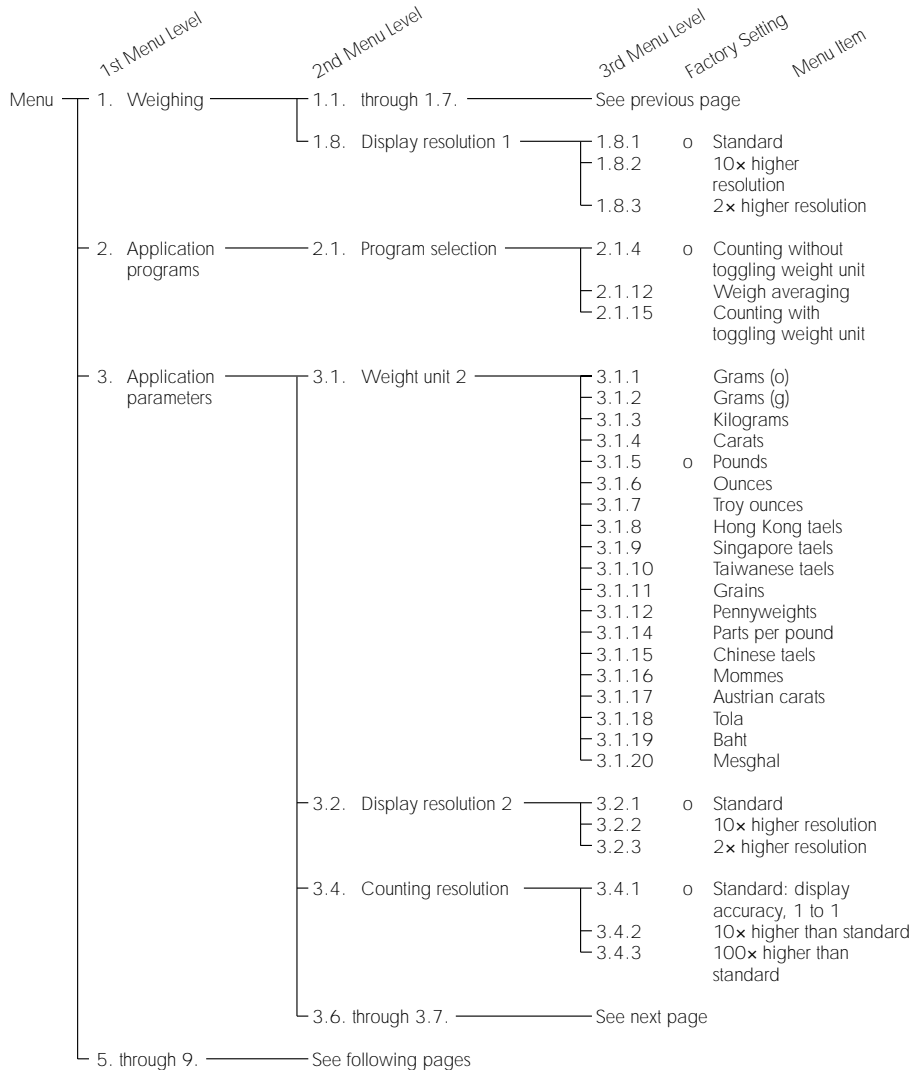 1st Menu Level 2nd Menu Level 3rd Menu Level Factory Setting Menu Item
Menu 1. Weighing 1.1. through 1.7. See previous page
1.8. Display resolution 1 1.8.1 o Standard
1.8.2 10× higher
resolution
1.8.3 2× higher resolution
2. Application 2.1. Program selection 2.1.4 o Counting without
programs toggling weight unit
2.1.12 Weigh averaging
2.1.15 Counting with
toggling weight unit
3. Application 3.1. Weight unit 2 3.1.1 Grams (o)
parameters 3.1.2 Grams (g)
3.1.3 Kilograms
3.1.4 Carats
3.1.5 o Pounds
3.1.6 Ounces
3.1.7 Troy ounces
3.1.8 Hong Kong taels
3.1.9 Singapore taels
3.1.10 Taiwanese taels
3.1.11 Grains
3.1.12 Pennyweights
3.1.14 Parts per pound
3.1.15 Chinese taels
3.1.16 Mommes
3.1.17 Austrian carats
3.1.18 Tola
3.1.19 Baht
3.1.20 Mesghal
3.2. Display resolution 2 3.2.1 o Standard
3.2.2 10× higher resolution
3.2.3 2× higher resolution
3.4. Counting resolution 3.4.1 o Standard: display
accuracy, 1 to 1
3.4.2 10× higher than standard
3.4.3 100× higher than
standard
3.6. through 3.7. See next page
5. through 9. See following pages